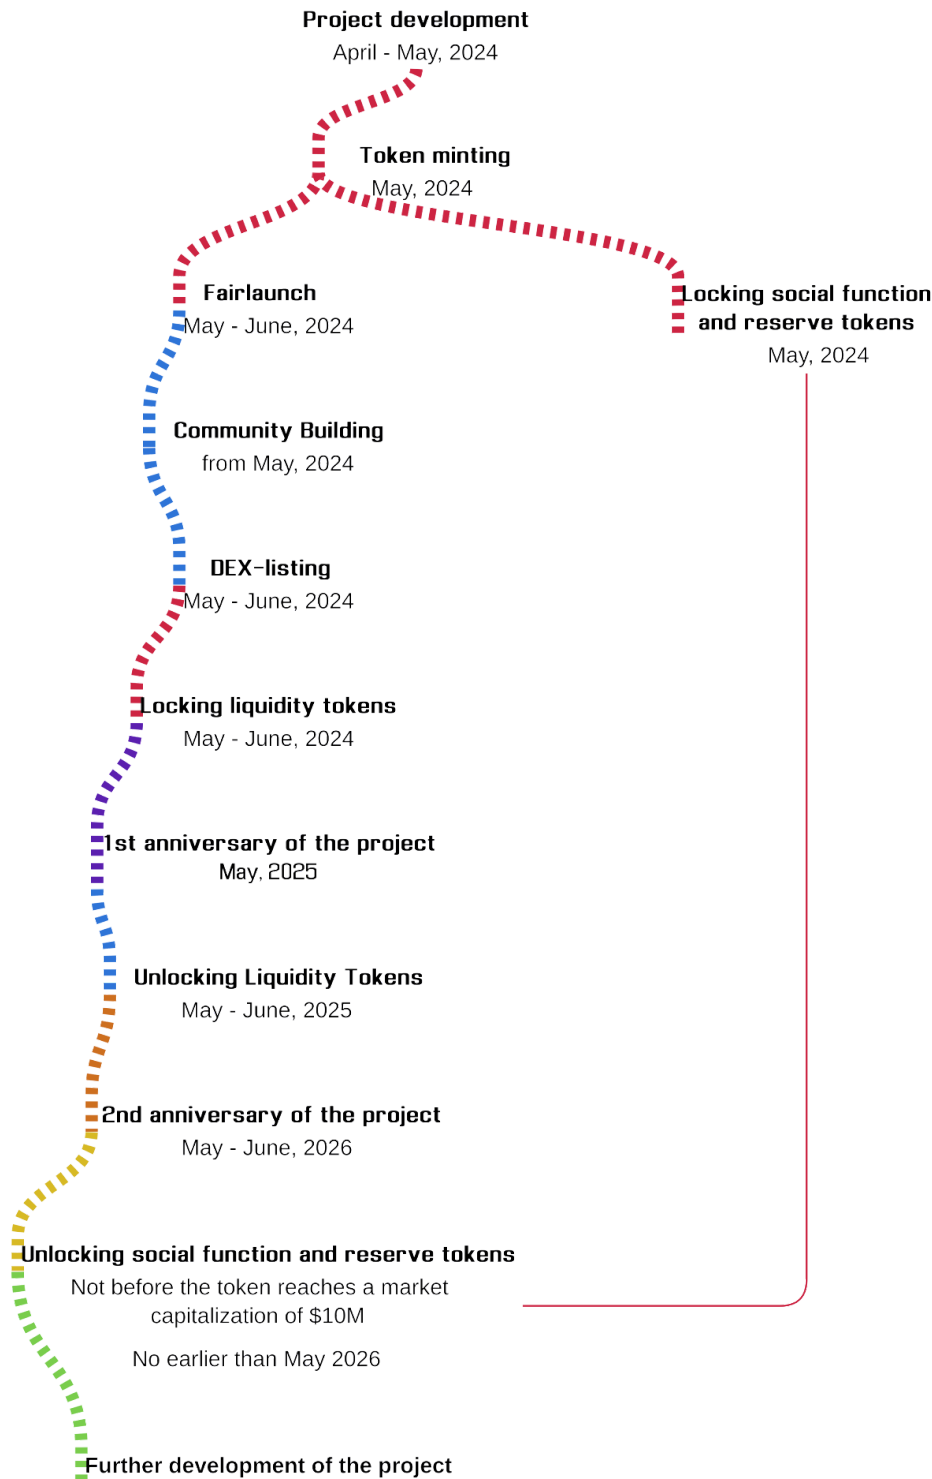 Project development
April - May, 2024
Token minting
May, 2024
Fairlaunch
May - June, 2024
Locking social function
and reserve tokens
May, 2024
Community Building
from May, 2024
DEX-listing
May - June, 2024
Locking liquidity tokens
May - June, 2024
1st anniversary of the project
May, 2025
Unlocking Liquidity Tokens
May - June, 2025
2nd anniversary of the project
May - June, 2026
Unlocking social function and reserve tokens
Not before the token reaches a market
capitalization of $10M
No earlier than May 2026
Further development of the project